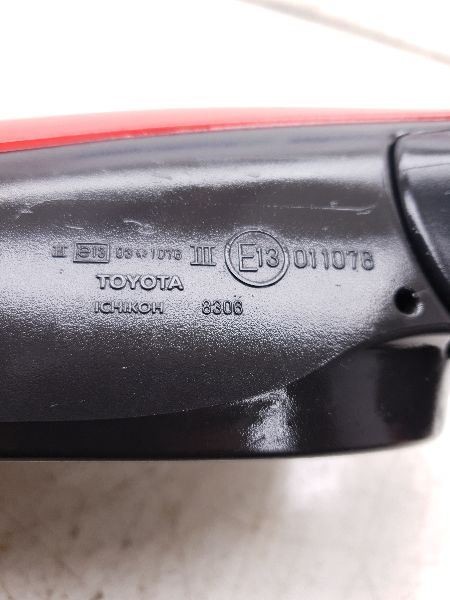 II e13 03*1078 III E13 011078
TOYOTA
ICHIKOH 8306